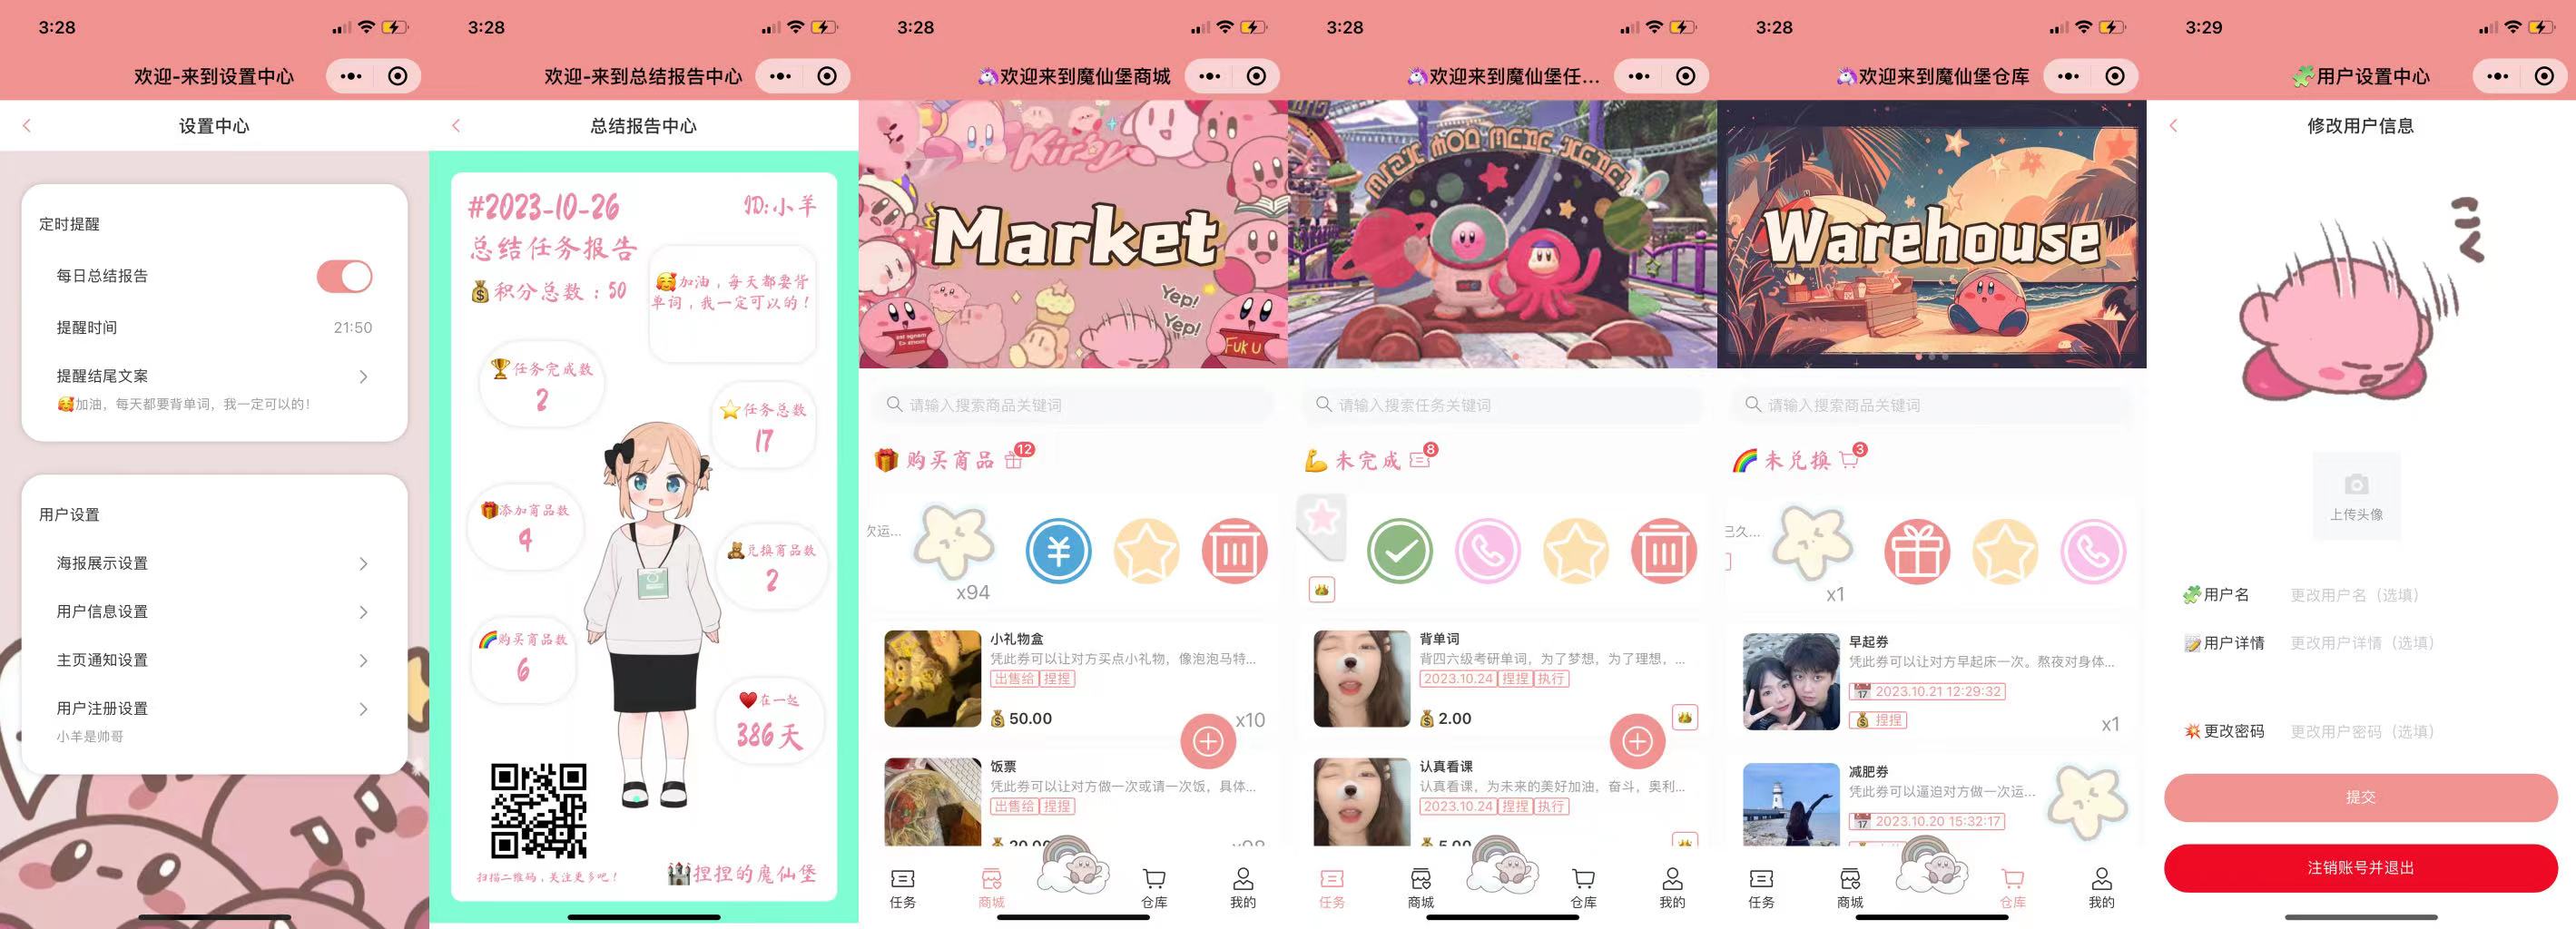 3:28
欢迎-来到设置中心
设置中心
定时提醒
每日总结报告
提醒时间
21:50
提醒结尾文案
🥰加油，每天都要背单词，我一定可以的！
用户设置
海报展示设置
用户信息设置
主页通知设置
用户注册设置
小羊是帅哥
3:28
欢迎-来到总结报告中心
总结报告中心
#2023-10-26
ID:小羊
总结任务报告
💰积分总数：50
🥰加油，每天都要背
单词，我一定可以的！
🏆任务完成数
2
⭐任务总数
17
🎁添加商品数
4
🧸兑换商品数
2
🌈购买商品数
6
❤️在一起
386天
扫描二维码，关注更多吧！
🏰捏捏的魔仙堡
3:28
🦄欢迎来到魔仙堡商城
Kirby
Market
Yep!
Yep!
FUKU
请输入搜索商品关键词
🎁 购买商品
12
次运...
¥
x94
小礼物盒
凭此券可以让对方买点小礼物，像泡泡马特...
出售给 捏捏
💰50.00
x10
饭票
凭此券可以让对方做一次或请一次饭，具体...
出售给 捏捏
任务
商城
仓库
我的
3:28
🦄欢迎来到魔仙堡任...
请输入搜索任务关键词
💪 未完成
8
背单词
背四六级考研单词，为了梦想，为了理想，...
2023.10.24 捏捏 执行
💰2.00
认真看课
认真看课，为未来的美好加油，奋斗，奥利...
2023.10.24 捏捏 执行
任务
商城
仓库
我的
3:28
🦄欢迎来到魔仙堡仓库
Warehouse
请输入搜索商品关键词
🌈 未兑换
3
己久...
x1
早起券
凭此券可以让对方早起床一次。熬夜对身体...
📅 2023.10.21 12:29:32
💰 捏捏
x1
减肥券
凭此券可以逼迫对方做一次运...
📅 2023.10.20 15:32:17
任务
商城
仓库
我的
3:29
🧩用户设置中心
修改用户信息
上传头像
🧩用户名
更改用户名（选填）
📝用户详情
更改用户详情（选填）
💥更改密码
更改用户密码（选填）
提交
注销账号并退出